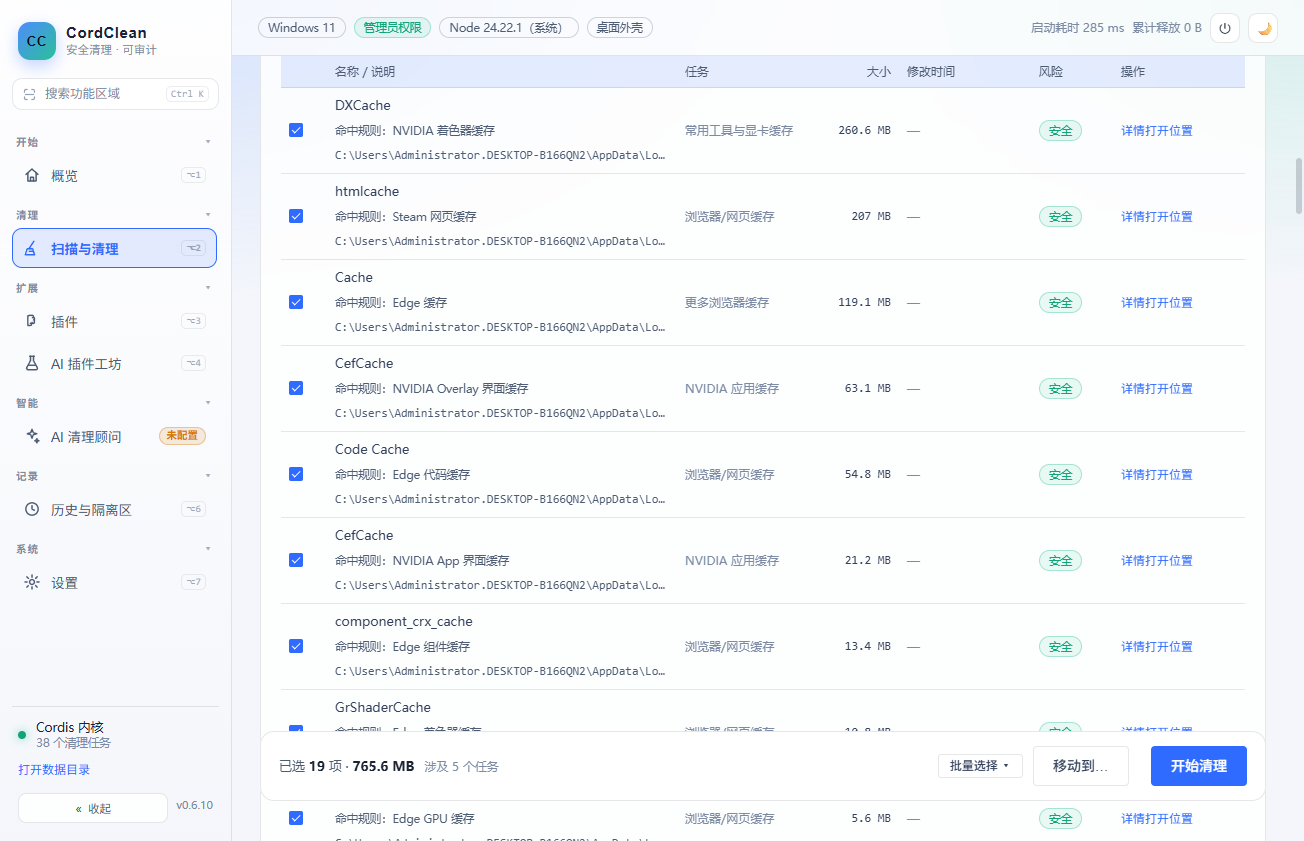 CC
CordClean
安全清理 · 可审计
搜索功能区域 Ctrl K
开始
概览 ⌥1
清理
扫描与清理 ⌥2
扩展
插件 ⌥3
AI 插件工坊 ⌥4
智能
AI 清理顾问 未配置
记录
历史与隔离区 ⌥6
系统
设置 ⌥7
Cordis 内核
38 个清理任务
打开数据目录
« 收起 v0.6.10
Windows 11 管理员权限 Node 24.22.1（系统） 桌面外壳 启动耗时 285 ms 累计释放 0 B
名称 / 说明 任务 大小 修改时间 风险 操作
DXCache
命中规则：NVIDIA 着色器缓存 常用工具与显卡缓存 260.6 MB — 安全 详情打开位置
C:\Users\Administrator.DESKTOP-B166QN2\AppData\Lo…
htmlcache
命中规则：Steam 网页缓存 浏览器/网页缓存 207 MB — 安全 详情打开位置
C:\Users\Administrator.DESKTOP-B166QN2\AppData\Lo…
Cache
命中规则：Edge 缓存 更多浏览器缓存 119.1 MB — 安全 详情打开位置
C:\Users\Administrator.DESKTOP-B166QN2\AppData\Lo…
CefCache
命中规则：NVIDIA Overlay 界面缓存 NVIDIA 应用缓存 63.1 MB — 安全 详情打开位置
C:\Users\Administrator.DESKTOP-B166QN2\AppData\Lo…
Code Cache
命中规则：Edge 代码缓存 浏览器/网页缓存 54.8 MB — 安全 详情打开位置
C:\Users\Administrator.DESKTOP-B166QN2\AppData\Lo…
CefCache
命中规则：NVIDIA App 界面缓存 NVIDIA 应用缓存 21.2 MB — 安全 详情打开位置
C:\Users\Administrator.DESKTOP-B166QN2\AppData\Lo…
component_crx_cache
命中规则：Edge 组件缓存 浏览器/网页缓存 13.4 MB — 安全 详情打开位置
C:\Users\Administrator.DESKTOP-B166QN2\AppData\Lo…
GrShaderCache
已选 19 项 · 765.6 MB 涉及 5 个任务 批量选择 移动到… 开始清理
命中规则：Edge GPU 缓存 浏览器/网页缓存 5.6 MB — 安全 详情打开位置